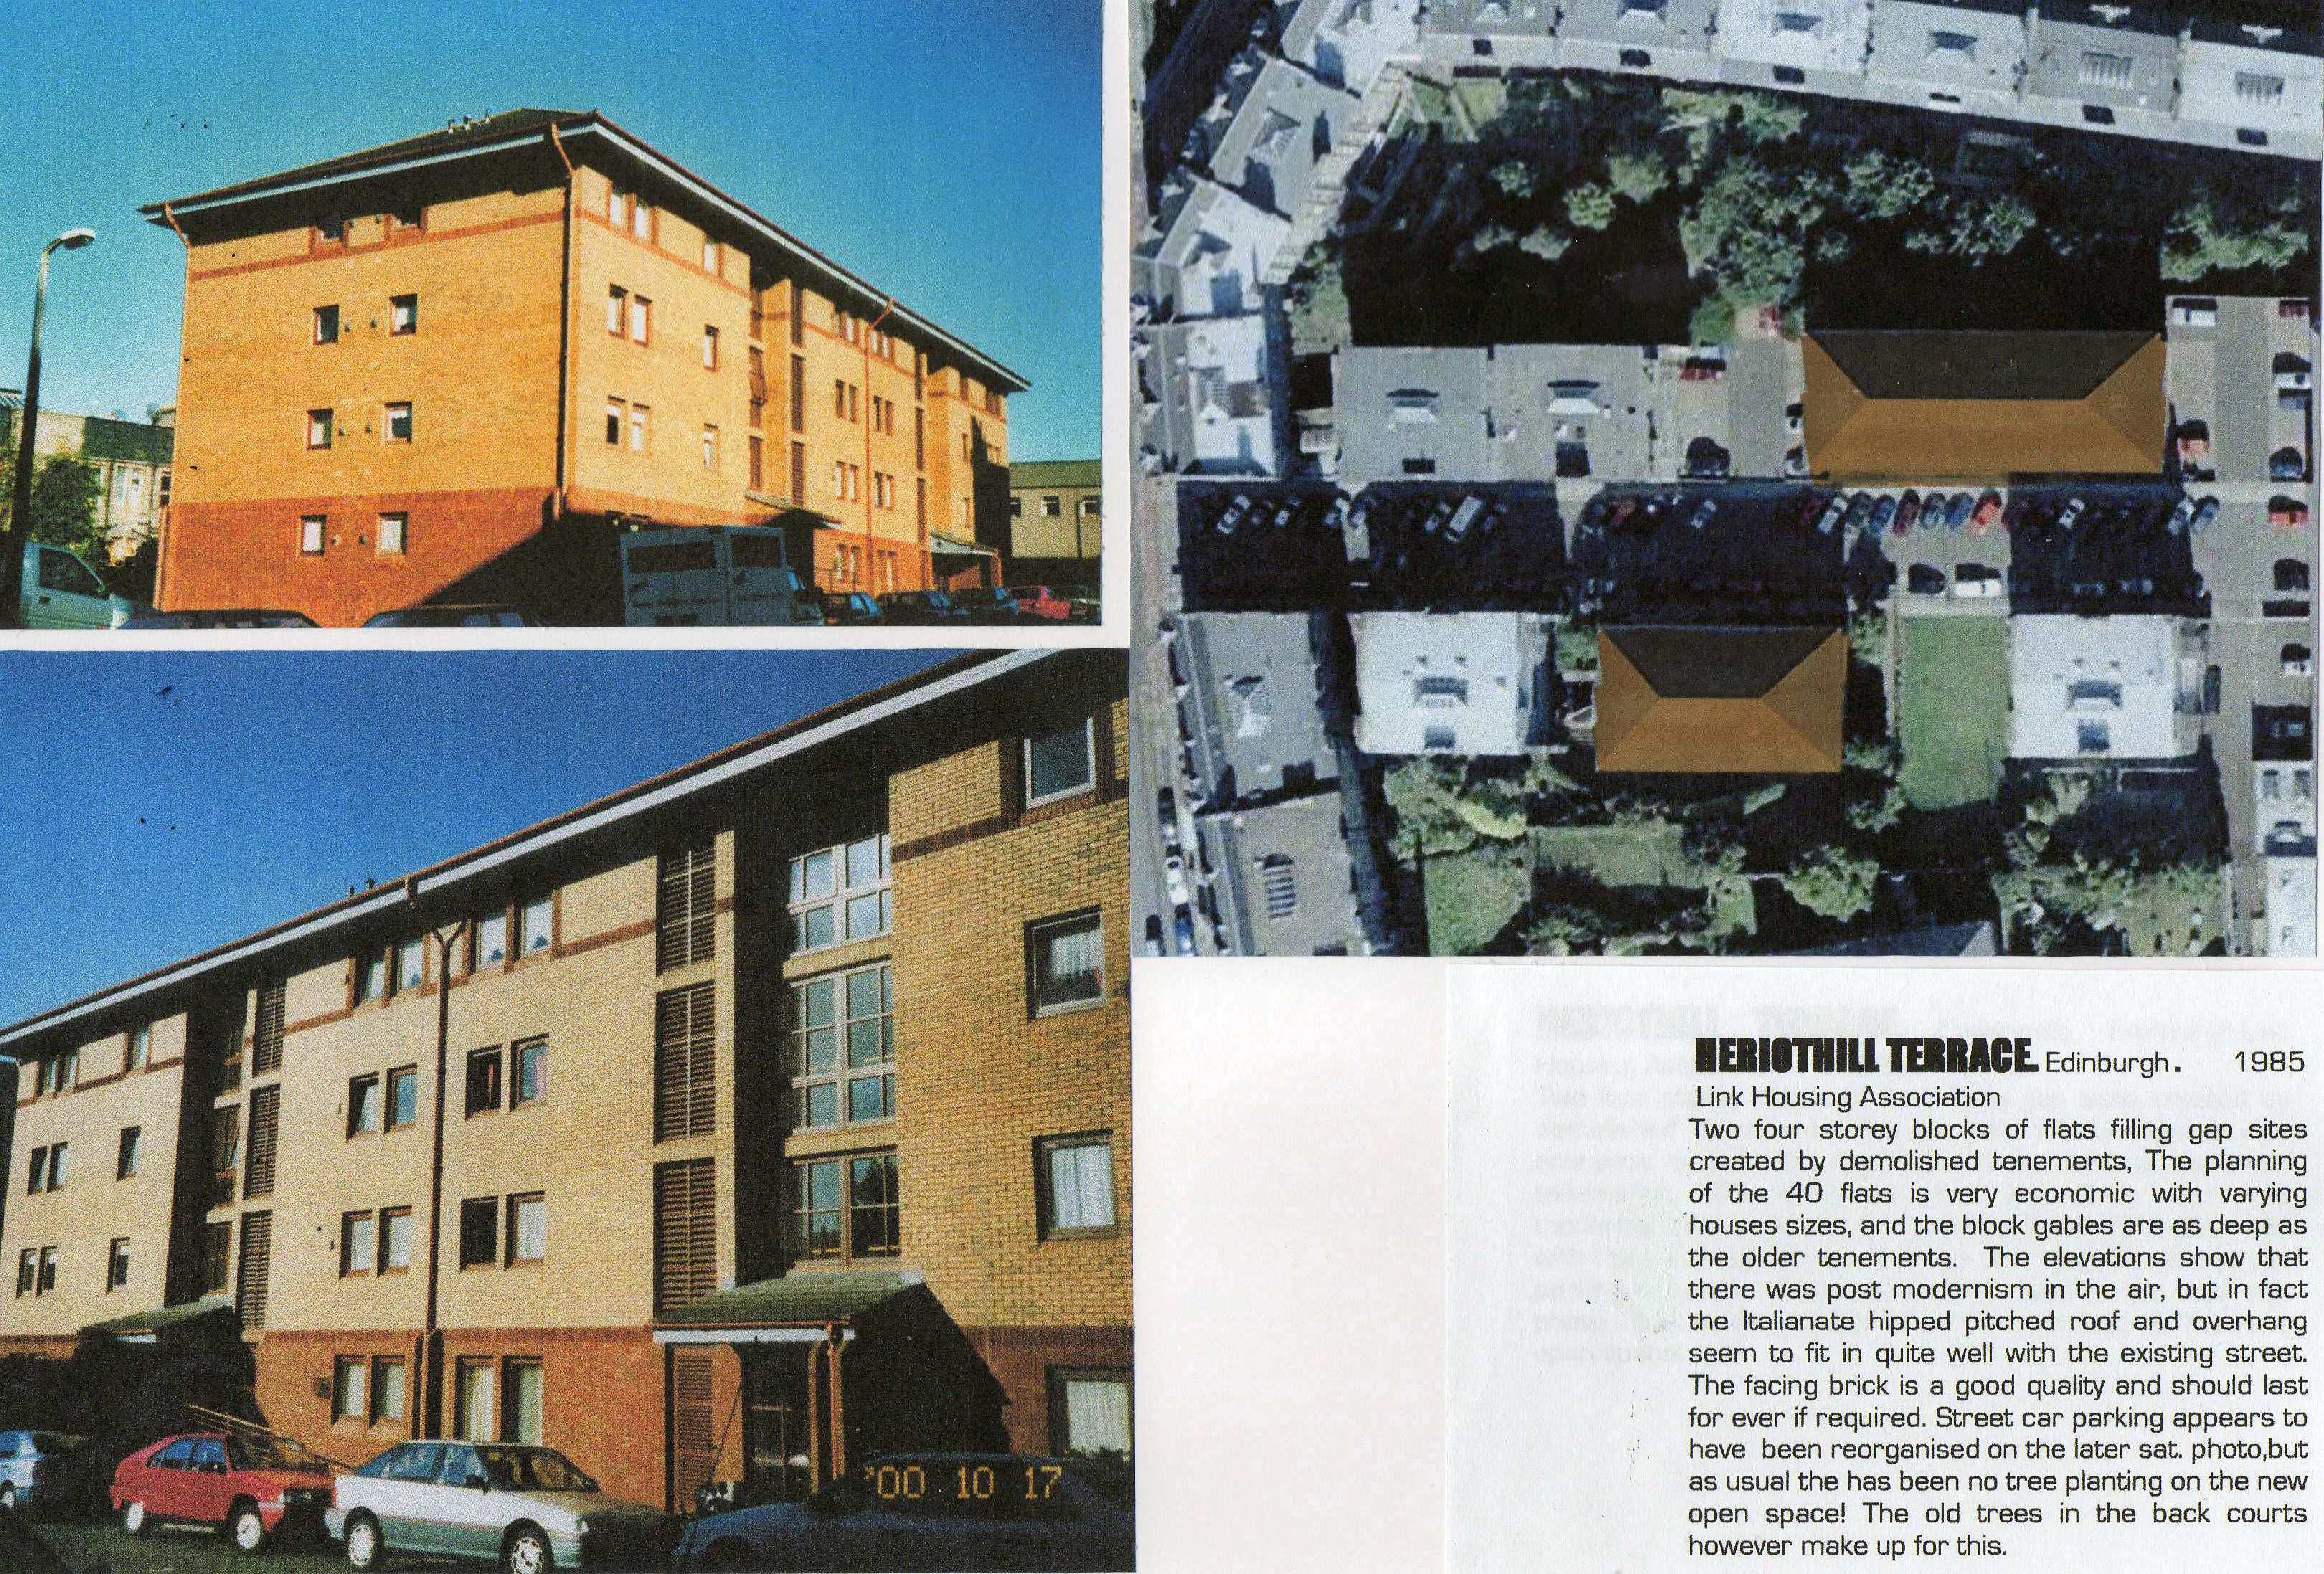 '00 10 17
HERIOTHILL TERRACE. Edinburgh. 1985
Link Housing Association
Two four storey blocks of flats filling gap sites
created by demolished tenements, The planning
of the 40 flats is very economic with varying
houses sizes, and the block gables are as deep as
the older tenements. The elevations show that
there was post modernism in the air, but in fact
the Italianate hipped pitched roof and overhang
seem to fit in quite well with the existing street.
The facing brick is a good quality and should last
for ever if required. Street car parking appears to
have been reorganised on the later sat. photo,but
as usual the has been no tree planting on the new
open space! The old trees in the back courts
however make up for this.